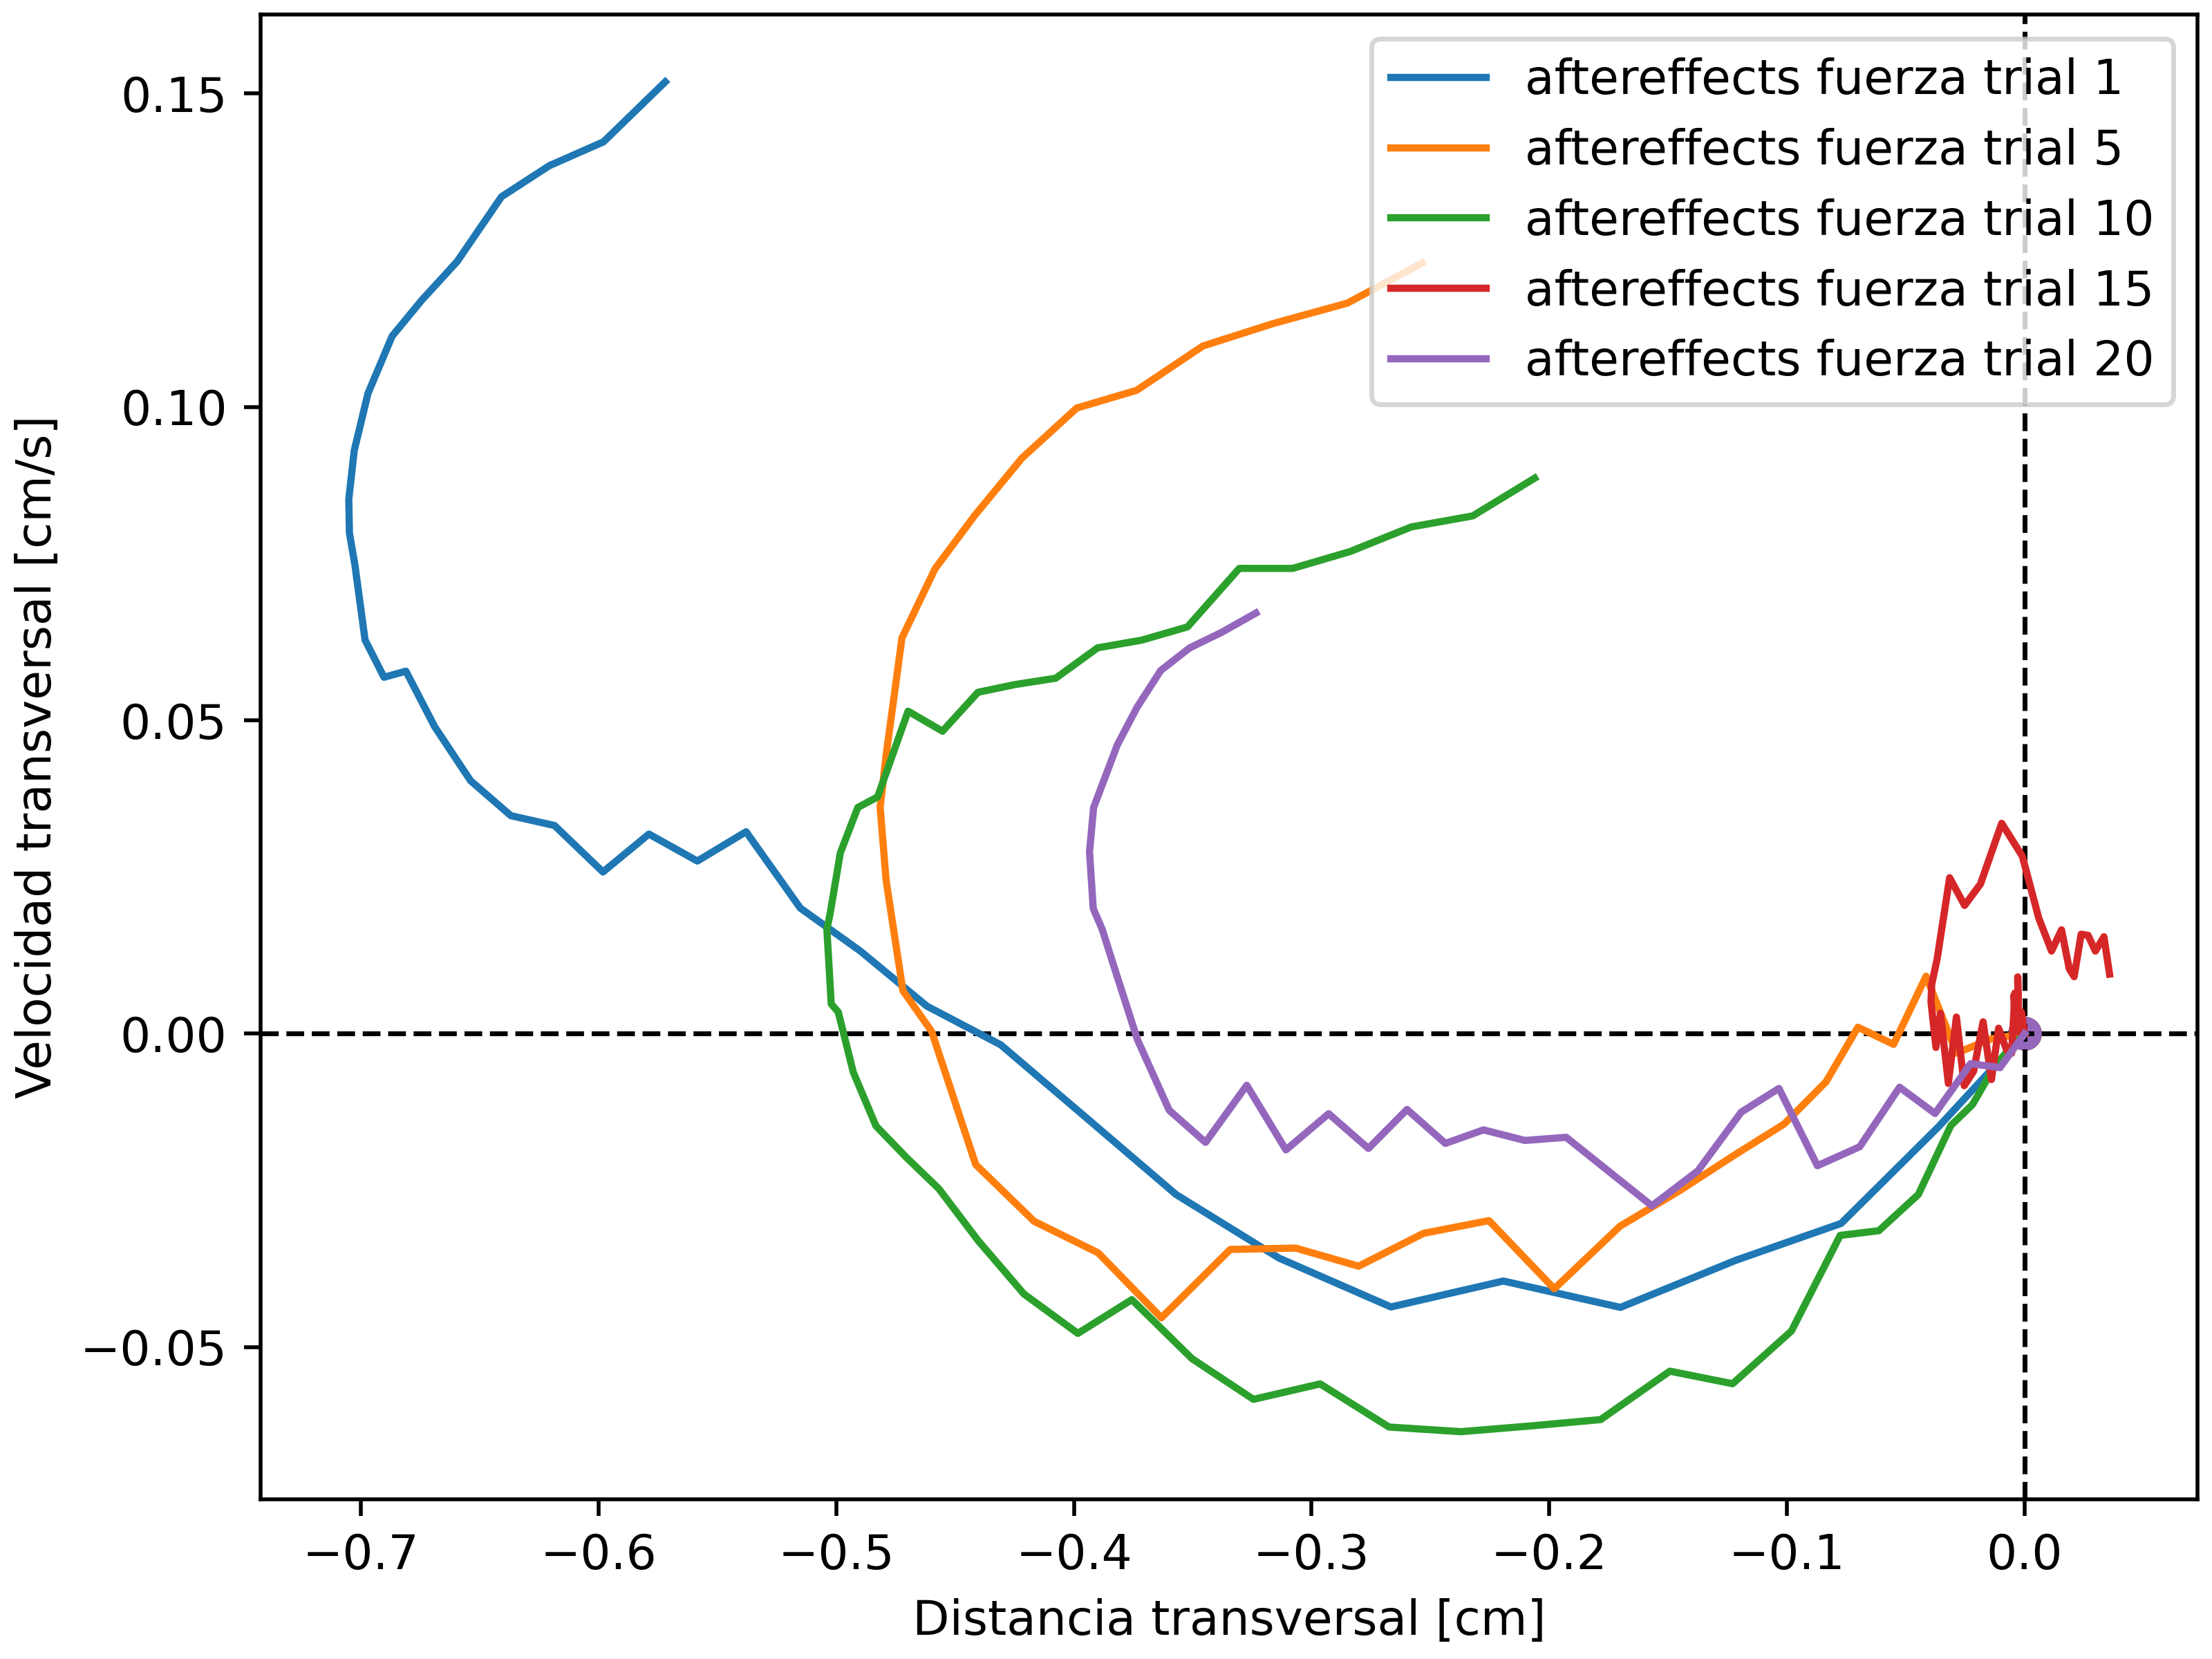 aftereffects fuerza trial 1
aftereffects fuerza trial 5
aftereffects fuerza trial 10
aftereffects fuerza trial 15
aftereffects fuerza trial 20
Velocidad transversal [cm/s]
0.15
0.10
0.05
0.00
−0.05
−0.7 −0.6 −0.5 −0.4 −0.3 −0.2 −0.1 0.0
Distancia transversal [cm]